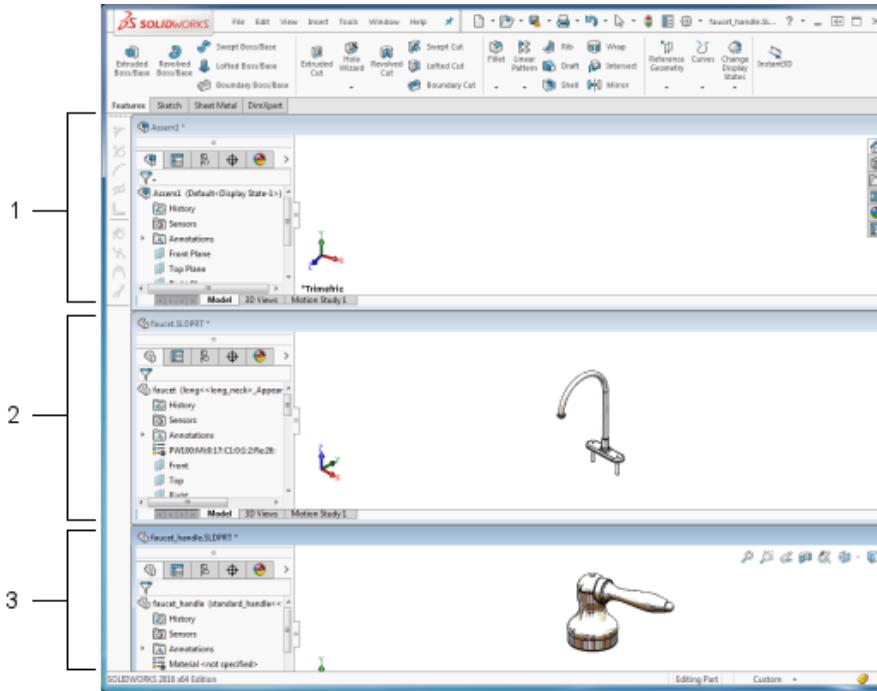 SOLIDWORKS File Edit View Insert Tools Window Help faucet_handle.SL... ?
Extruded Boss/Base
Revolved Boss/Base
Swept Boss/Base
Lofted Boss/Base
Boundary Boss/Base
Extruded Cut
Hole Wizard
Revolved Cut
Swept Cut
Lofted Cut
Boundary Cut
Fillet
Linear Pattern
Rib
Draft
Shell
Wrap
Intersect
Mirror
Reference Geometry
Curves
Change Display States
Instant3D
Features Sketch Sheet Metal DimXpert
1
Assem1 *
Assem1 (Default<Display State-1>)
History
Sensors
Annotations
Front Plane
Top Plane
*Trimetric
Model 3D Views Motion Study 1
2
faucet.SLDPRT *
faucet (long<<long_neck>_Appear
History
Sensors
Annotations
Front
Top
Model 3D Views Motion Study 1
3
faucet_handle.SLDPRT *
faucet_handle (standard_handle<<
History
Sensors
Annotations
Material <not specified>
SOLIDWORKS 2016 x64 Edition Editing Part Custom